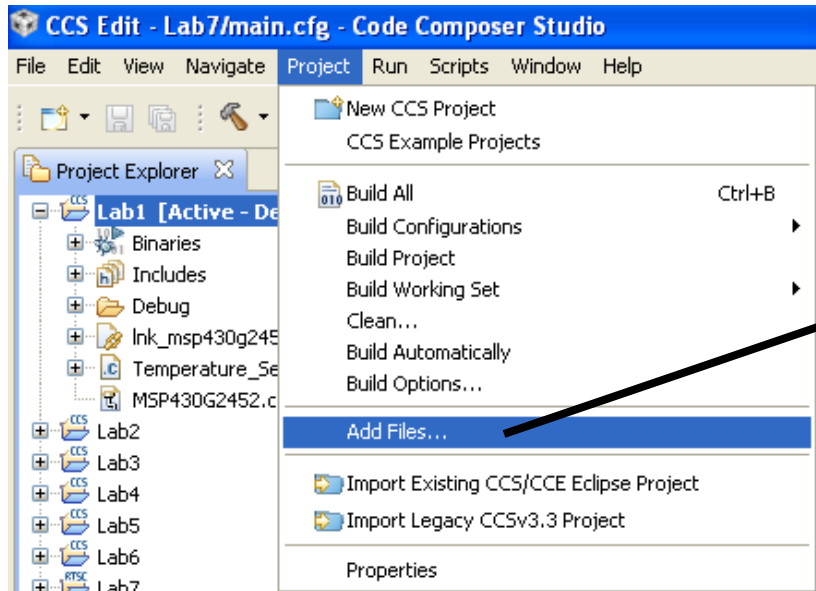 CCS Edit - Lab7/main.cfg - Code Composer Studio
File Edit View Navigate Project Run Scripts Window Help
New CCS Project
CCS Example Projects
Build All Ctrl+B
Build Configurations
Build Project
Build Working Set
Clean...
Build Automatically
Build Options...
Add Files...
Import Existing CCS/CCE Eclipse Project
Import Legacy CCSv3.3 Project
Properties
Project Explorer
Lab1 [Active - De
Binaries
Includes
Debug
lnk_msp430g245
Temperature_Se
MSP430G2452.c
Lab2
Lab3
Lab4
Lab5
Lab6
Lab7